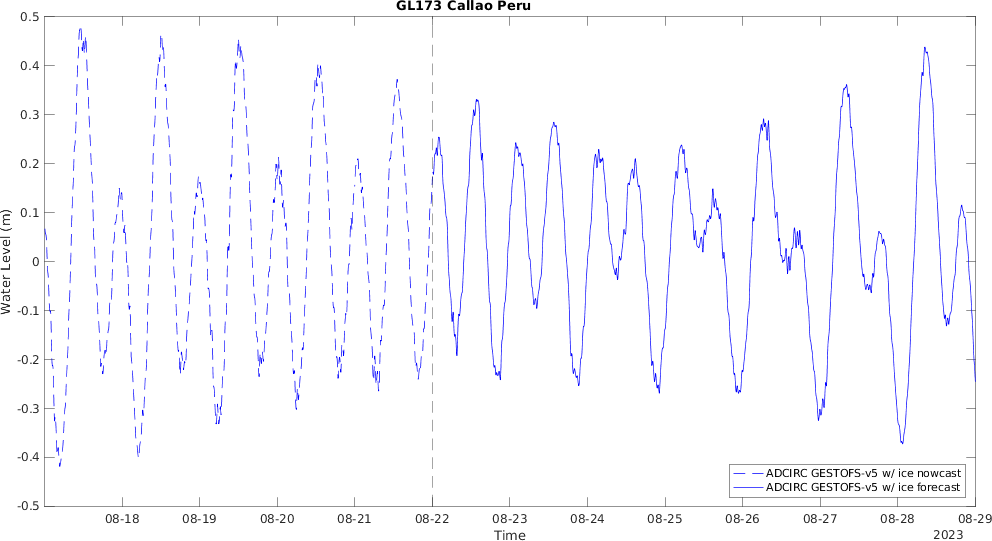 GL173 Callao Peru
0.5
0.4
0.3
0.2
0.1
0
-0.1
-0.2
-0.3
-0.4
-0.5
Water Level (m)
ADCIRC GESTOFS-v5 w/ ice nowcast
ADCIRC GESTOFS-v5 w/ ice forecast
08-18 08-19 08-20 08-21 08-22 08-23 08-24 08-25 08-26 08-27 08-28 08-29
Time
2023